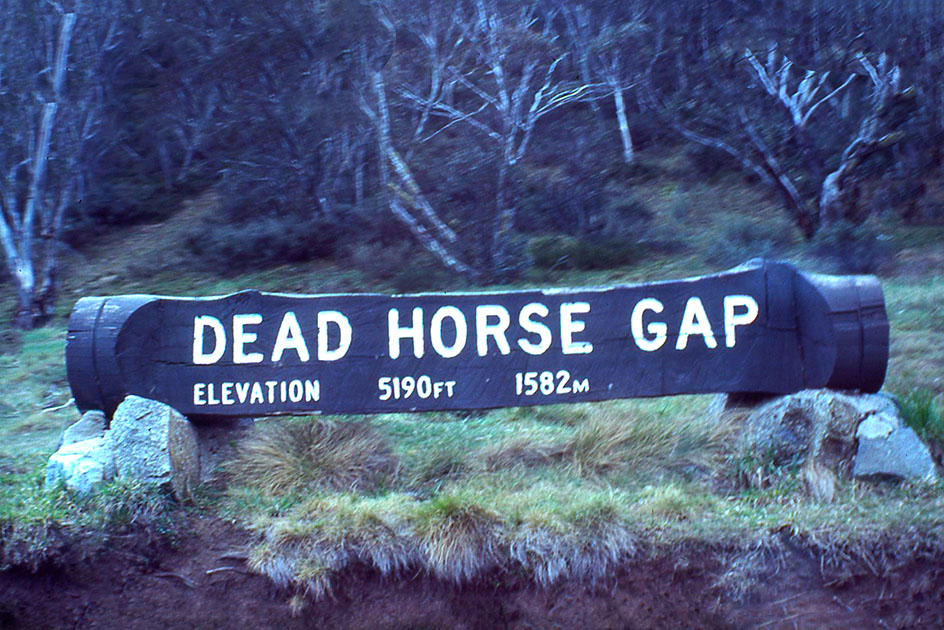 DEAD HORSE GAP
ELEVATION 5190FT 1582M